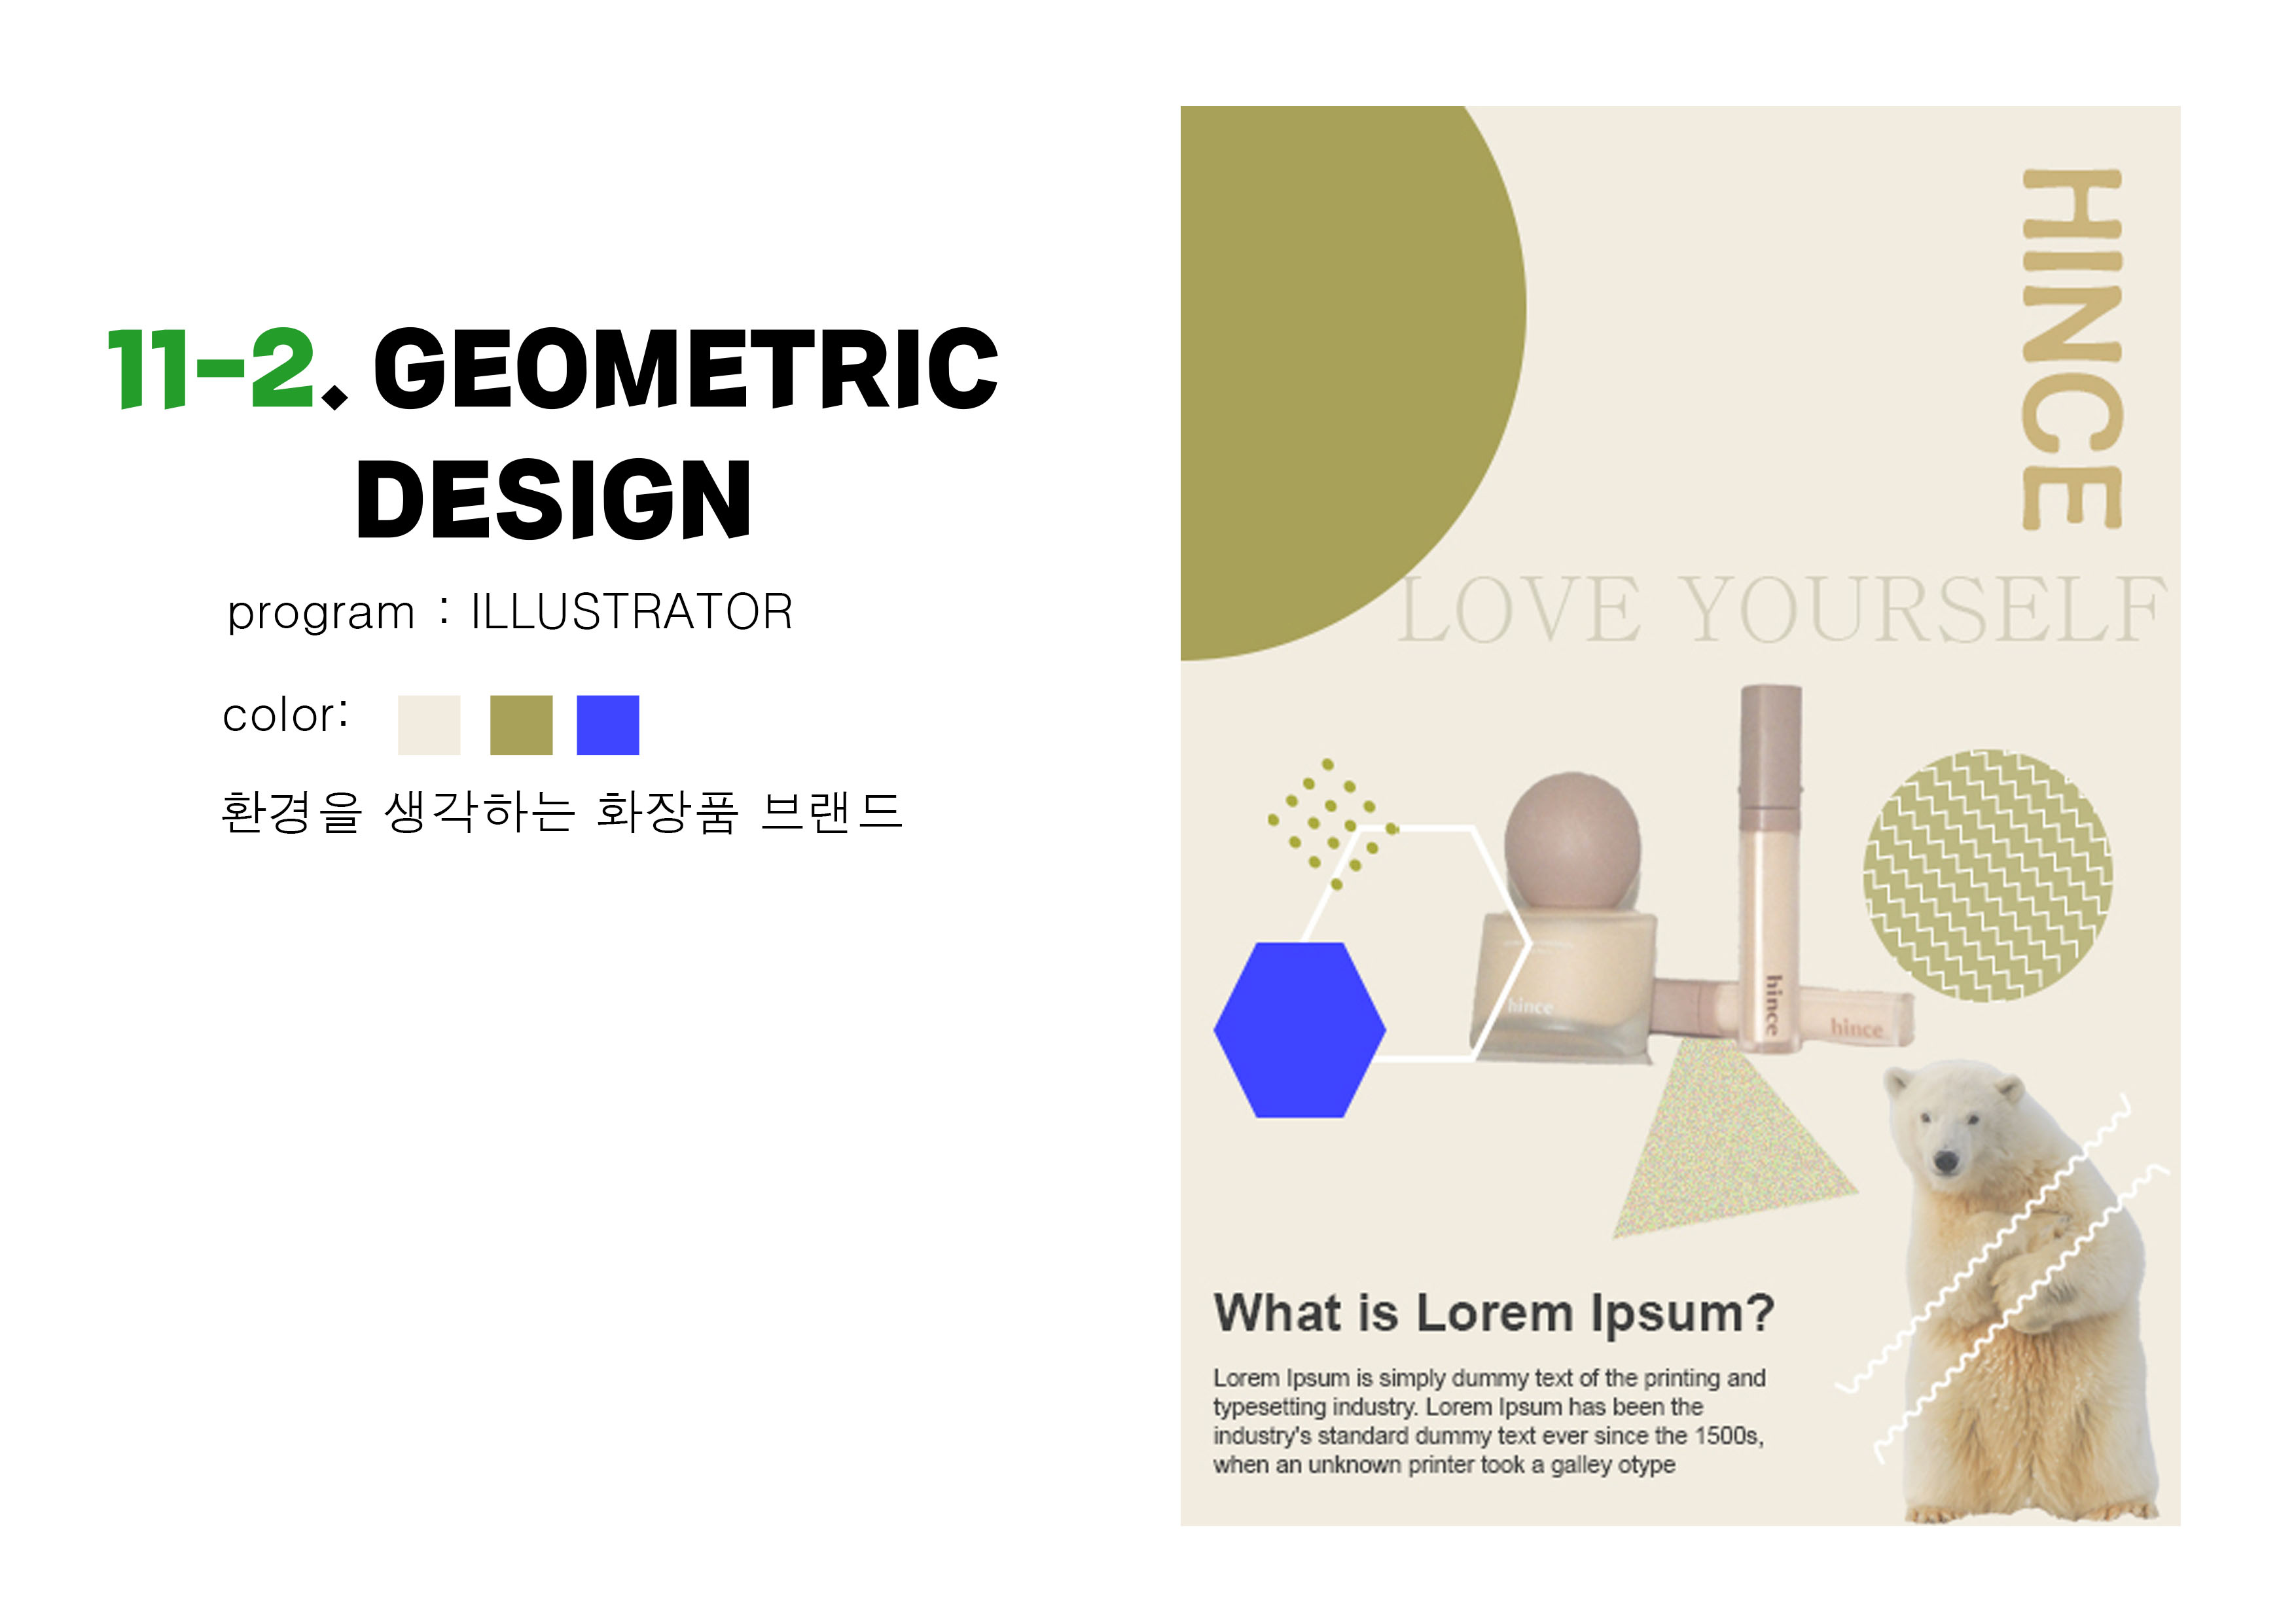 11-2. GEOMETRIC
DESIGN
program : ILLUSTRATOR
color:
환경을 생각하는 화장품 브랜드
HINCE
LOVE YOURSELF
hince
hince
hince
What is Lorem Ipsum?
Lorem Ipsum is simply dummy text of the printing and
typesetting industry. Lorem Ipsum has been the
industry's standard dummy text ever since the 1500s,
when an unknown printer took a galley otype